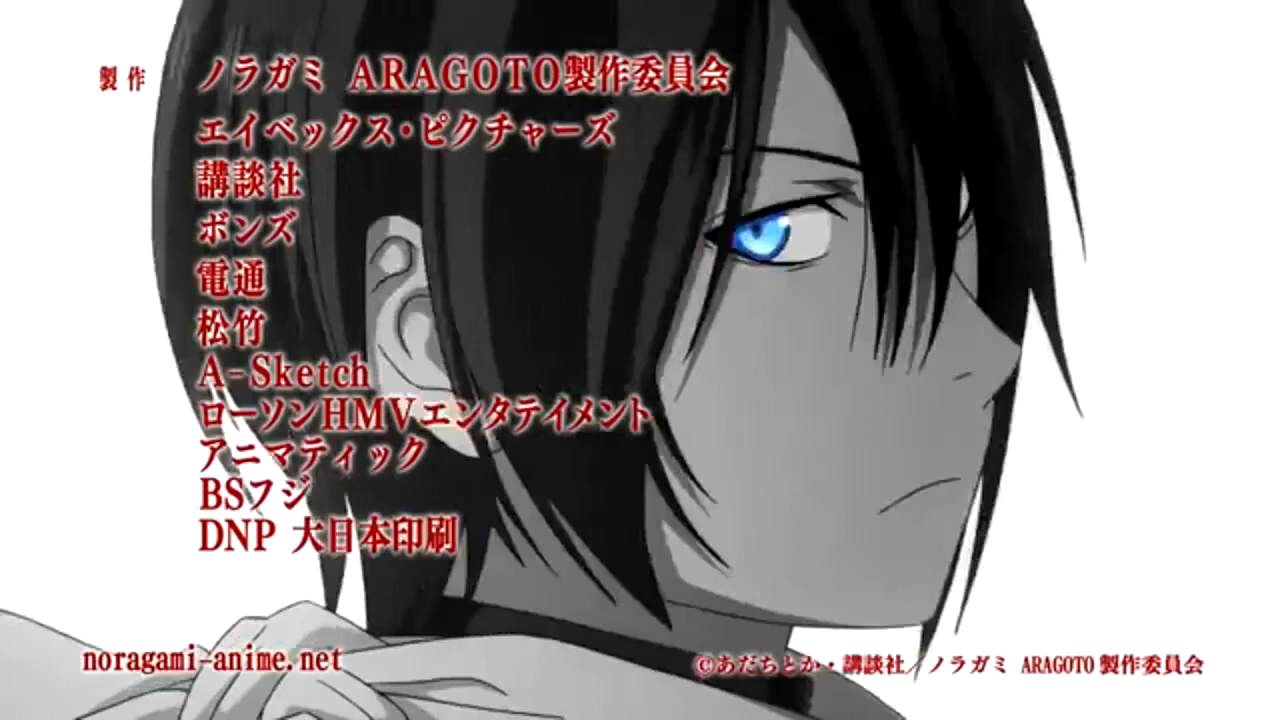 製作 ノラガミ ARAGOTO製作委員会
エイベックス・ピクチャーズ
講談社
ボンズ
電通
松竹
A-Sketch
ローソンHMVエンタテイメント
アニマティック
BSフジ
DNP 大日本印刷
noragami-anime.net
©あだちとか・講談社／ノラガミ ARAGOTO 製作委員会